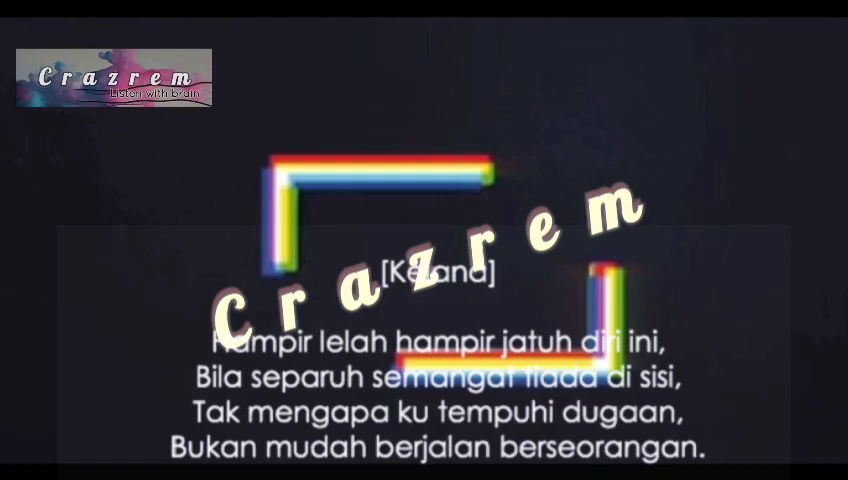 Crazrem
Listen with brain
Crazrem
[Kelana]
Hampir lelah hampir jatuh diri ini,
Bila separuh semangat tiada di sisi,
Tak mengapa ku tempuhi dugaan,
Bukan mudah berjalan berseorangan.